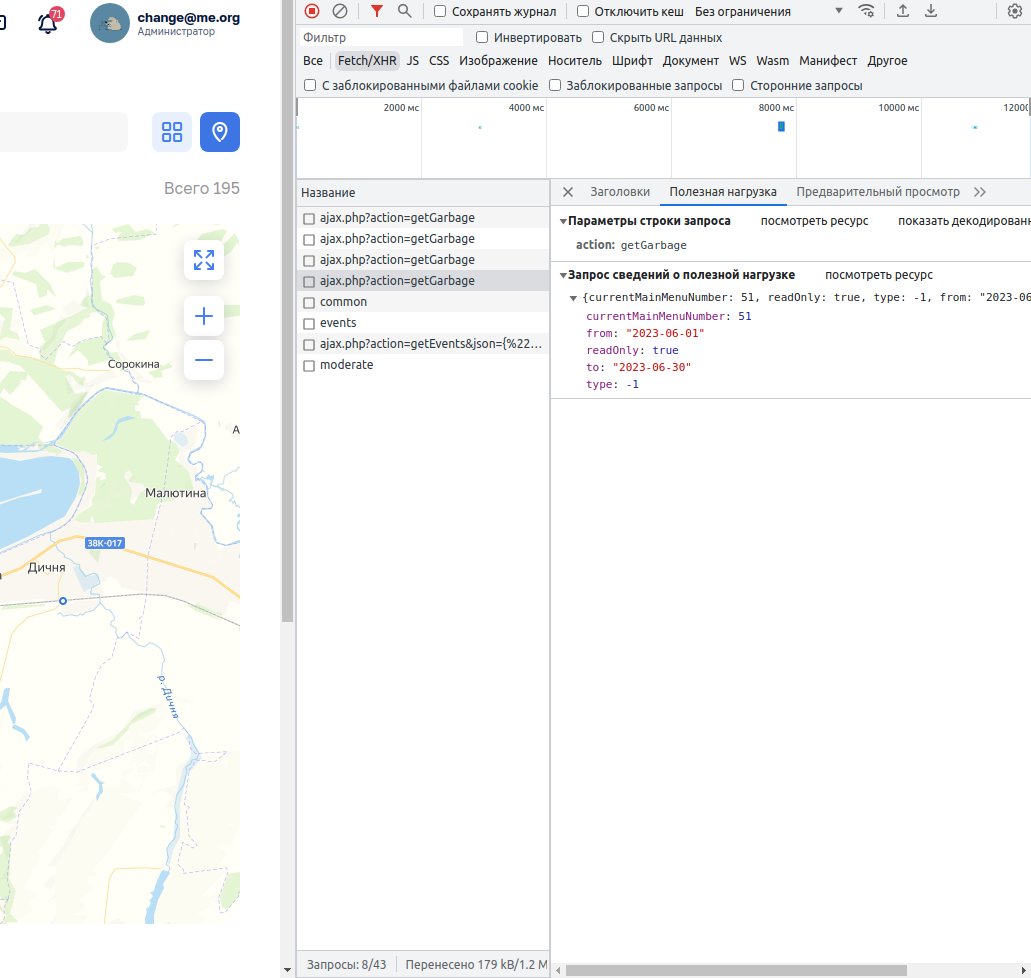 71
change@me.org
Администратор
Всего 195
Сорокина
А
Малютина
38К-017
Дичня
р. Дичня
Сохранять журнал
Отключить кеш
Без ограничения
Фильтр
Инвертировать
Скрыть URL данных
Все
Fetch/XHR
JS
CSS
Изображение
Носитель
Шрифт
Документ
WS
Wasm
Манифест
Другое
С заблокированными файлами cookie
Заблокированные запросы
Сторонние запросы
2000 мс
4000 мс
6000 мс
8000 мс
10000 мс
12000
Название
ajax.php?action=getGarbage
ajax.php?action=getGarbage
ajax.php?action=getGarbage
ajax.php?action=getGarbage
common
events
ajax.php?action=getEvents&json={%22...
moderate
Запросы: 8/43
Перенесено 179 kB/1.2 M
Заголовки
Полезная нагрузка
Предварительный просмотр
Параметры строки запроса
посмотреть ресурс
показать декодирован
action: getGarbage
Запрос сведений о полезной нагрузке
посмотреть ресурс
{currentMainMenuNumber: 51, readOnly: true, type: -1, from: "2023-06
currentMainMenuNumber: 51
from: "2023-06-01"
readOnly: true
to: "2023-06-30"
type: -1